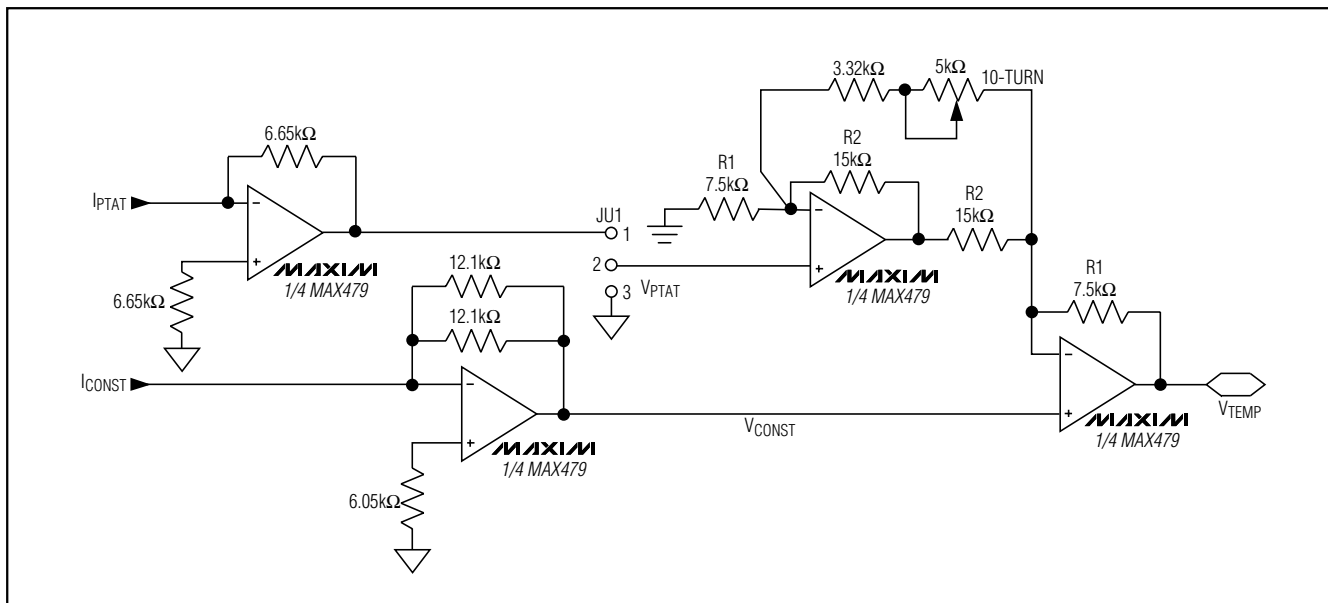 3.32kΩ
5kΩ
10-TURN
6.65kΩ
R2
15kΩ
R1
7.5kΩ
IPTAT
−
+
JU1
1
−
+
R2
15kΩ
MAXIM
1/4 MAX479
6.65kΩ
12.1kΩ
12.1kΩ
2
VPTAT
3
MAXIM
1/4 MAX479
R1
7.5kΩ
ICONST
−
+
MAXIM
1/4 MAX479
6.05kΩ
VCONST
−
+
VTEMP
MAXIM
1/4 MAX479